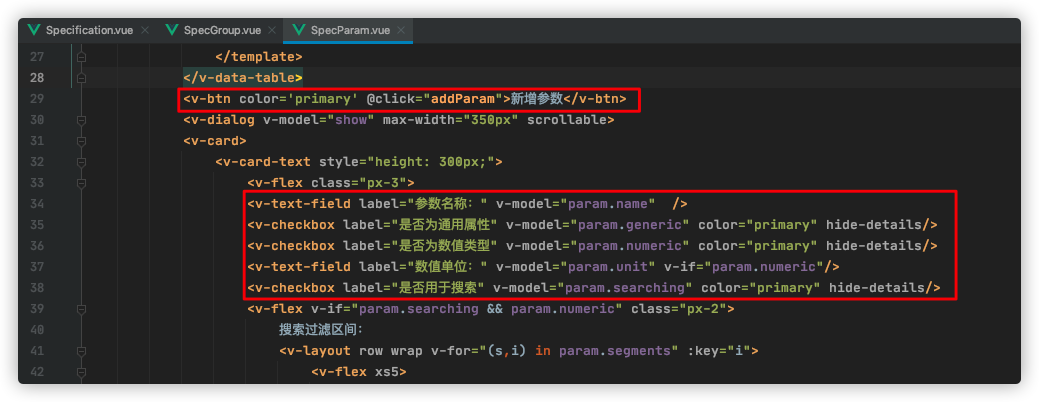 Specification.vue SpecGroup.vue SpecParam.vue
27 </template>
28 </v-data-table>
29 <v-btn color='primary' @click="addParam">新增参数</v-btn>
30 <v-dialog v-model="show" max-width="350px" scrollable>
31 <v-card>
32 <v-card-text style="height: 300px;">
33 <v-flex class="px-3">
34 <v-text-field label="参数名称：" v-model="param.name"  />
35 <v-checkbox label="是否为通用属性" v-model="param.generic" color="primary" hide-details/>
36 <v-checkbox label="是否为数值类型" v-model="param.numeric" color="primary" hide-details/>
37 <v-text-field label="数值单位：" v-model="param.unit" v-if="param.numeric"/>
38 <v-checkbox label="是否用于搜索" v-model="param.searching" color="primary" hide-details/>
39 <v-flex v-if="param.searching && param.numeric" class="px-2">
40 搜索过滤区间：
41 <v-layout row wrap v-for="(s,i) in param.segments" :key="i">
42 <v-flex xs5>